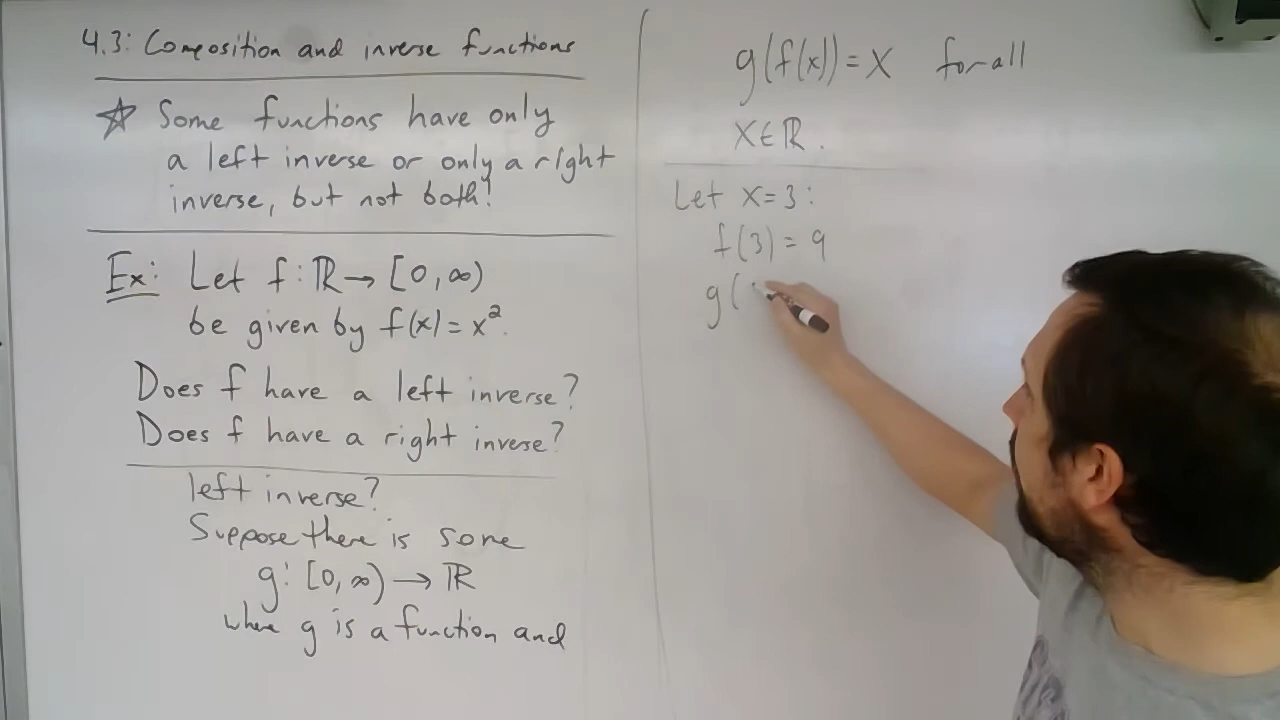 4.3: Composition and inverse functions
☆ Some functions have only
a left inverse or only a right
inverse, but not both!
Ex: Let f: ℝ → [0, ∞)
be given by f(x) = x².
Does f have a left inverse?
Does f have a right inverse?
left inverse?
Suppose there is some
g: [0, ∞) → ℝ
where g is a function and
g(f(x)) = x for all
x ∈ ℝ.
Let x = 3:
f(3) = 9
g(